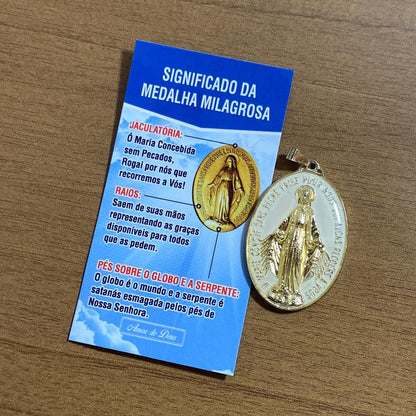 SIGNIFICADO DA
MEDALHA MILAGROSA
JACULATÓRIA:
Ó Maria Concebida
sem Pecados,
Rogai por nós que
recorremos a Vós!
RAIOS:
Saem de suas mãos
representando as graças
disponíveis para todos
que as pedem.
PÉS SOBRE O GLOBO E A SERPENTE:
O globo é o mundo e a serpente é
satanás esmagada pelos pés de
Nossa Senhora.
Amor de Deus